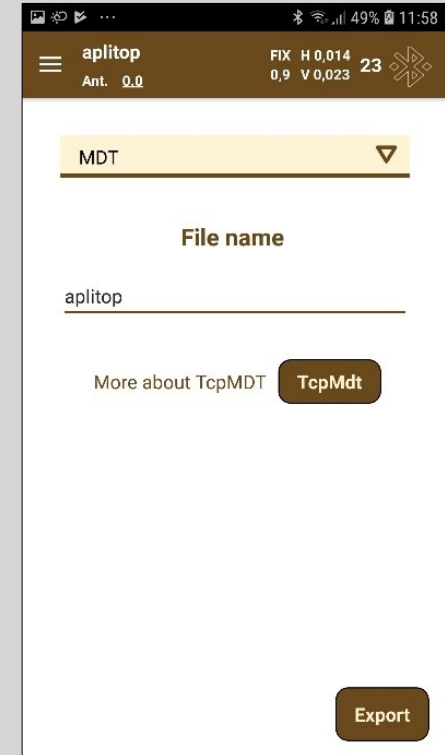 49% 11:58
aplitop
FIX H 0,014
Ant. 0.0
0,9 V 0,023
23
MDT
File name
aplitop
More about TcpMDT
TcpMdt
Export